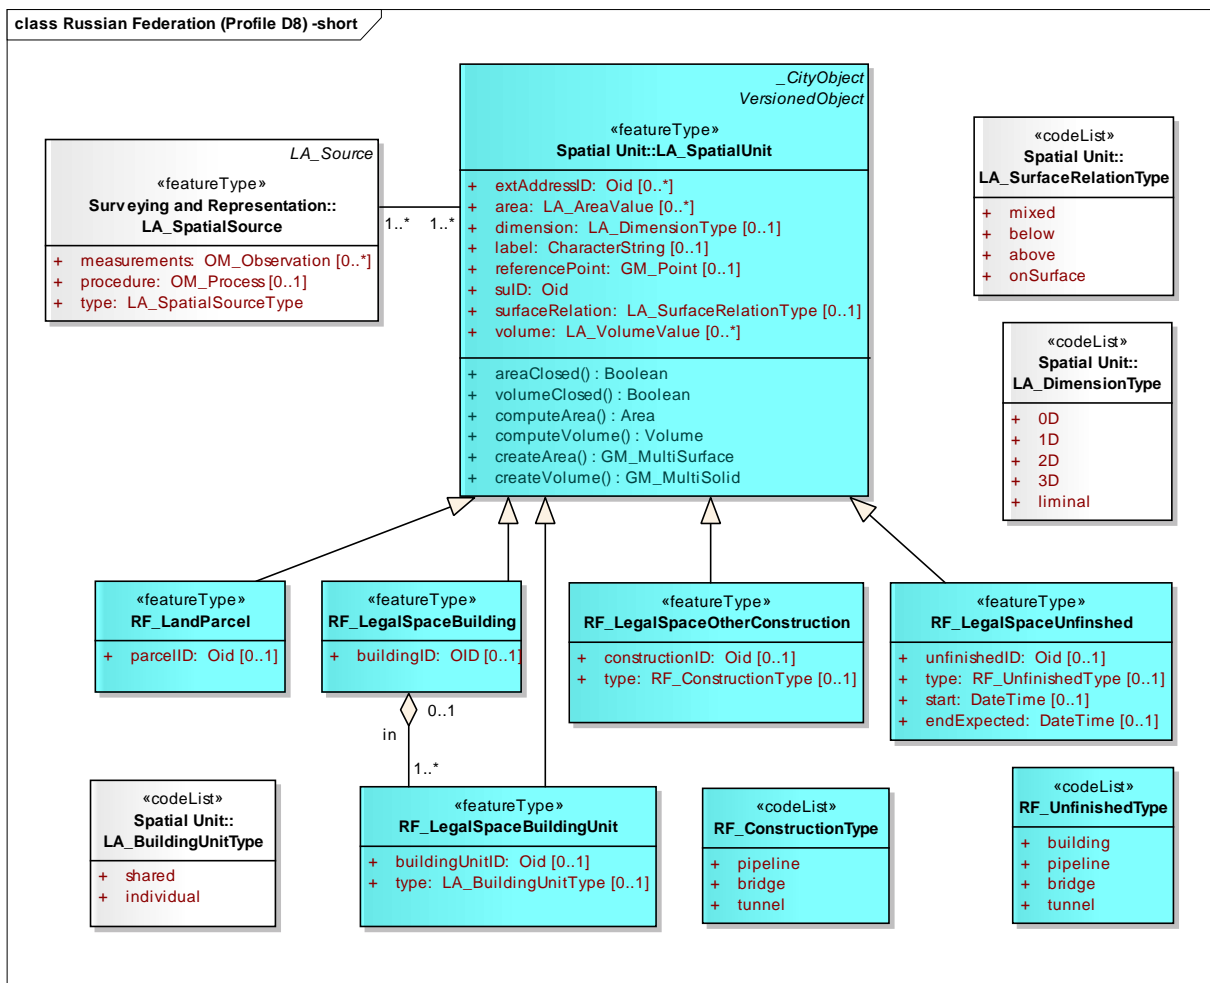 class Russian Federation (Profile D8) -short
_CityObject
VersionedObject
«featureType»
Spatial Unit::LA_SpatialUnit
+ extAddressID: Oid [0..*]
+ area: LA_AreaValue [0..*]
+ dimension: LA_DimensionType [0..1]
+ label: CharacterString [0..1]
+ referencePoint: GM_Point [0..1]
+ suID: Oid
+ surfaceRelation: LA_SurfaceRelationType [0..1]
+ volume: LA_VolumeValue [0..*]
+ areaClosed() : Boolean
+ volumeClosed() : Boolean
+ computeArea() : Area
+ computeVolume() : Volume
+ createArea() : GM_MultiSurface
+ createVolume() : GM_MultiSolid
LA_Source
«featureType»
Surveying and Representation::
LA_SpatialSource
+ measurements: OM_Observation [0..*]
+ procedure: OM_Process [0..1]
+ type: LA_SpatialSourceType
1..* 1..*
«codeList»
Spatial Unit::
LA_SurfaceRelationType
+ mixed
+ below
+ above
+ onSurface
«codeList»
Spatial Unit::
LA_DimensionType
+ 0D
+ 1D
+ 2D
+ 3D
+ liminal
«featureType»
RF_LandParcel
+ parcelID: Oid [0..1]
«featureType»
RF_LegalSpaceBuilding
+ buildingID: OID [0..1]
«featureType»
RF_LegalSpaceOtherConstruction
+ constructionID: Oid [0..1]
+ type: RF_ConstructionType [0..1]
«featureType»
RF_LegalSpaceUnfinshed
+ unfinishedID: Oid [0..1]
+ type: RF_UnfinishedType [0..1]
+ start: DateTime [0..1]
+ endExpected: DateTime [0..1]
0..1
in
1..*
«codeList»
Spatial Unit::
LA_BuildingUnitType
+ shared
+ individual
«featureType»
RF_LegalSpaceBuildingUnit
+ buildingUnitID: Oid [0..1]
+ type: LA_BuildingUnitType [0..1]
«codeList»
RF_ConstructionType
+ pipeline
+ bridge
+ tunnel
«codeList»
RF_UnfinishedType
+ building
+ pipeline
+ bridge
+ tunnel